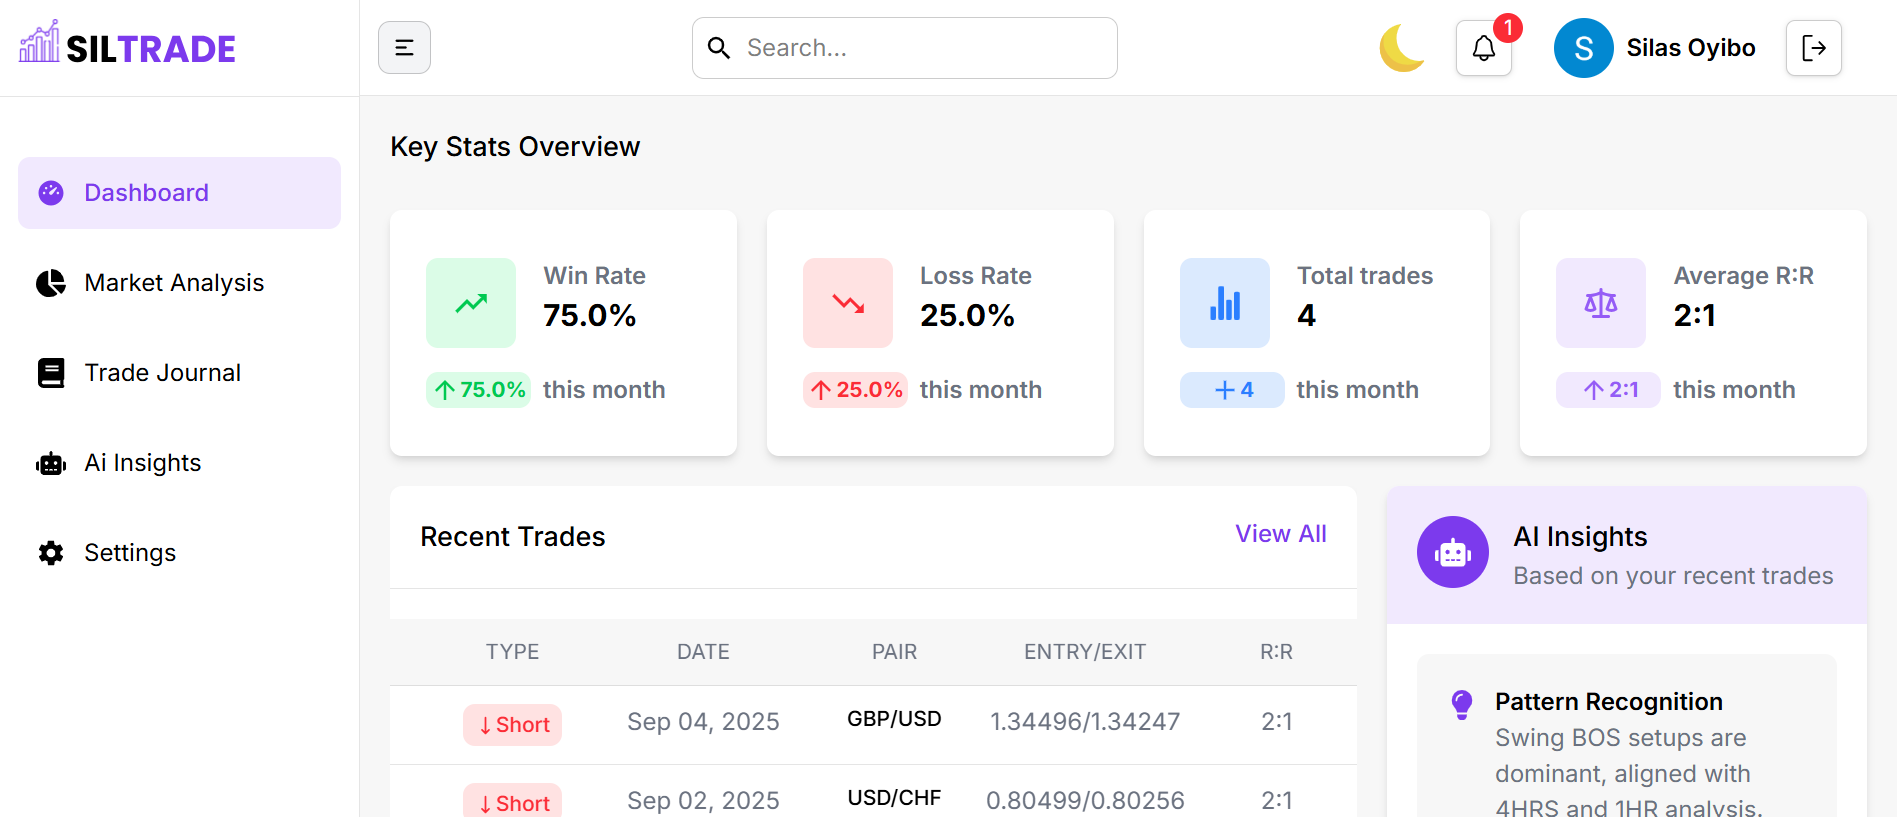 SILTRADE
Search...
1
S
Silas Oyibo
Dashboard
Market Analysis
Trade Journal
Ai Insights
Settings
Key Stats Overview
Win Rate
75.0%
↑ 75.0% this month
Loss Rate
25.0%
↑ 25.0% this month
Total trades
4
+ 4 this month
Average R:R
2:1
↑ 2:1 this month
Recent Trades
View All
TYPE DATE PAIR ENTRY/EXIT R:R
↓ Short Sep 04, 2025 GBP/USD 1.34496/1.34247 2:1
↓ Short Sep 02, 2025 USD/CHF 0.80499/0.80256 2:1
AI Insights
Based on your recent trades
Pattern Recognition
Swing BOS setups are
dominant, aligned with
4HRS and 1HR analysis.